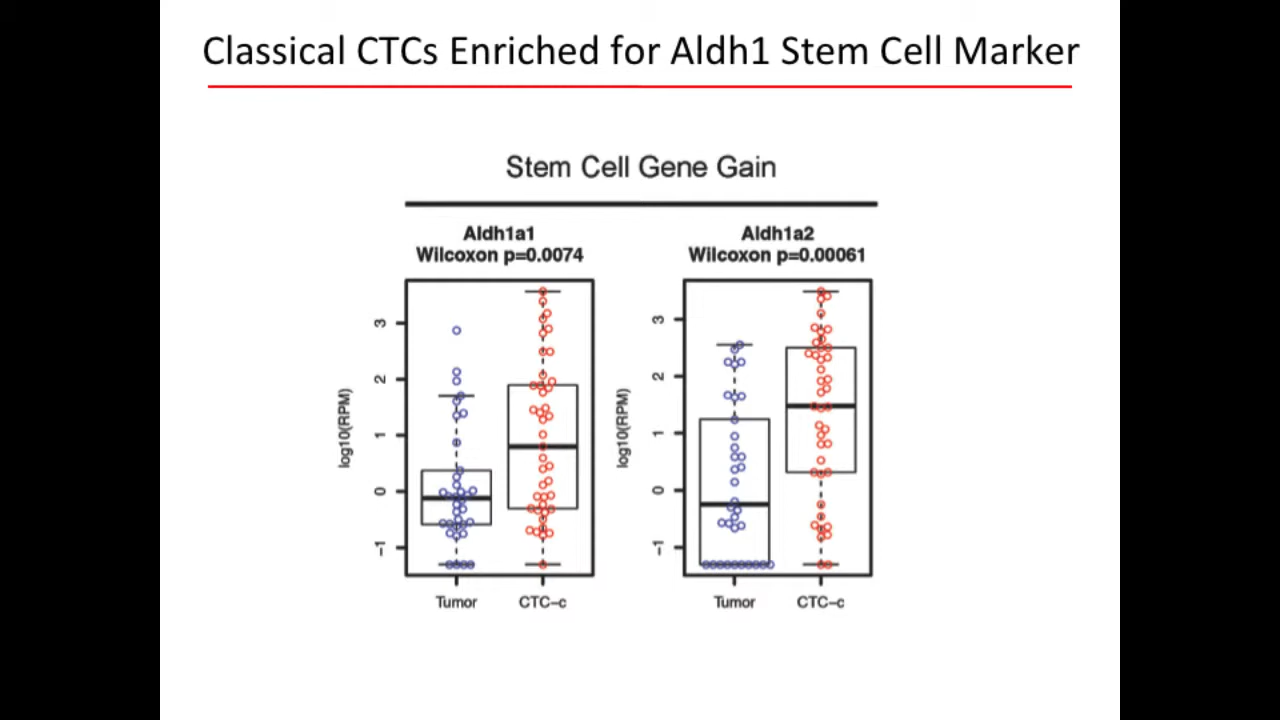 Classical CTCs Enriched for Aldh1 Stem Cell Marker
Stem Cell Gene Gain
Aldh1a1
Wilcoxon p=0.0074
log10(RPM)
3
2
1
0
−1
Tumor
CTC−c
Aldh1a2
Wilcoxon p=0.00061
log10(RPM)
3
2
1
0
−1
Tumor
CTC−c